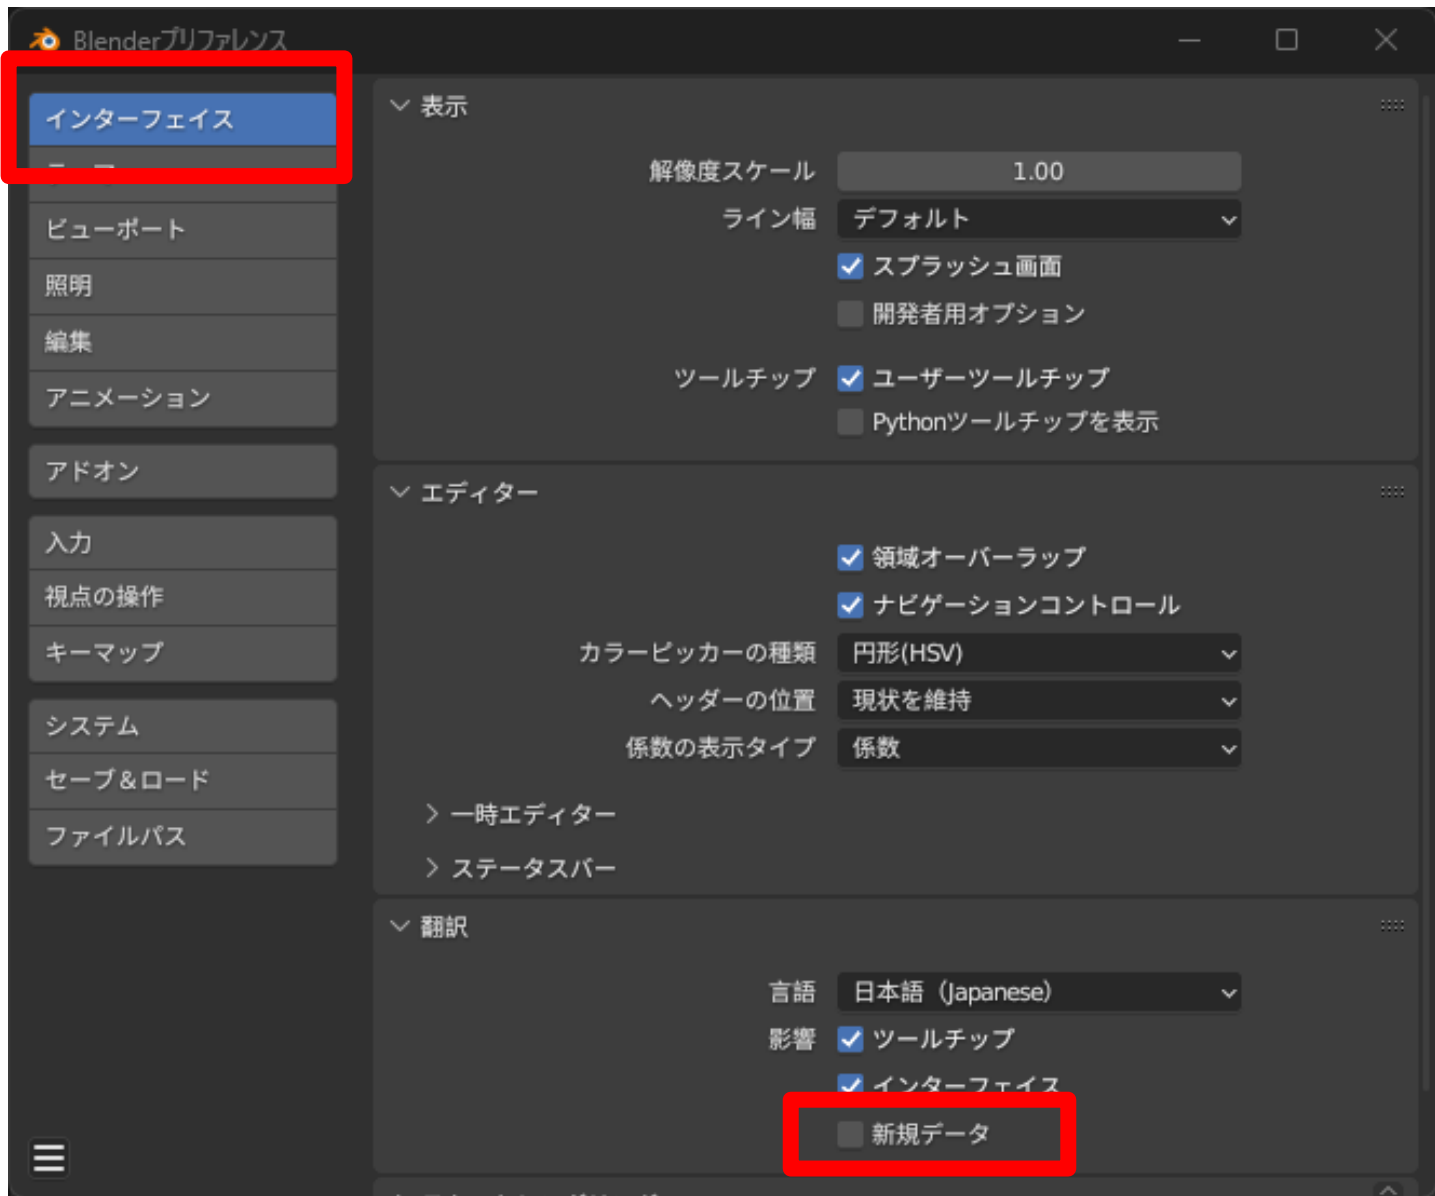 Blenderプリファレンス
インターフェイス
ビューポート
照明
編集
アニメーション
アドオン
入力
視点の操作
キーマップ
システム
セーブ＆ロード
ファイルパス
表示
解像度スケール 1.00
ライン幅 デフォルト
スプラッシュ画面
開発者用オプション
ツールチップ ユーザーツールチップ
Pythonツールチップを表示
エディター
領域オーバーラップ
ナビゲーションコントロール
カラーピッカーの種類 円形(HSV)
ヘッダーの位置 現状を維持
係数の表示タイプ 係数
一時エディター
ステータスバー
翻訳
言語 日本語（Japanese）
影響 ツールチップ
インターフェイス
新規データ